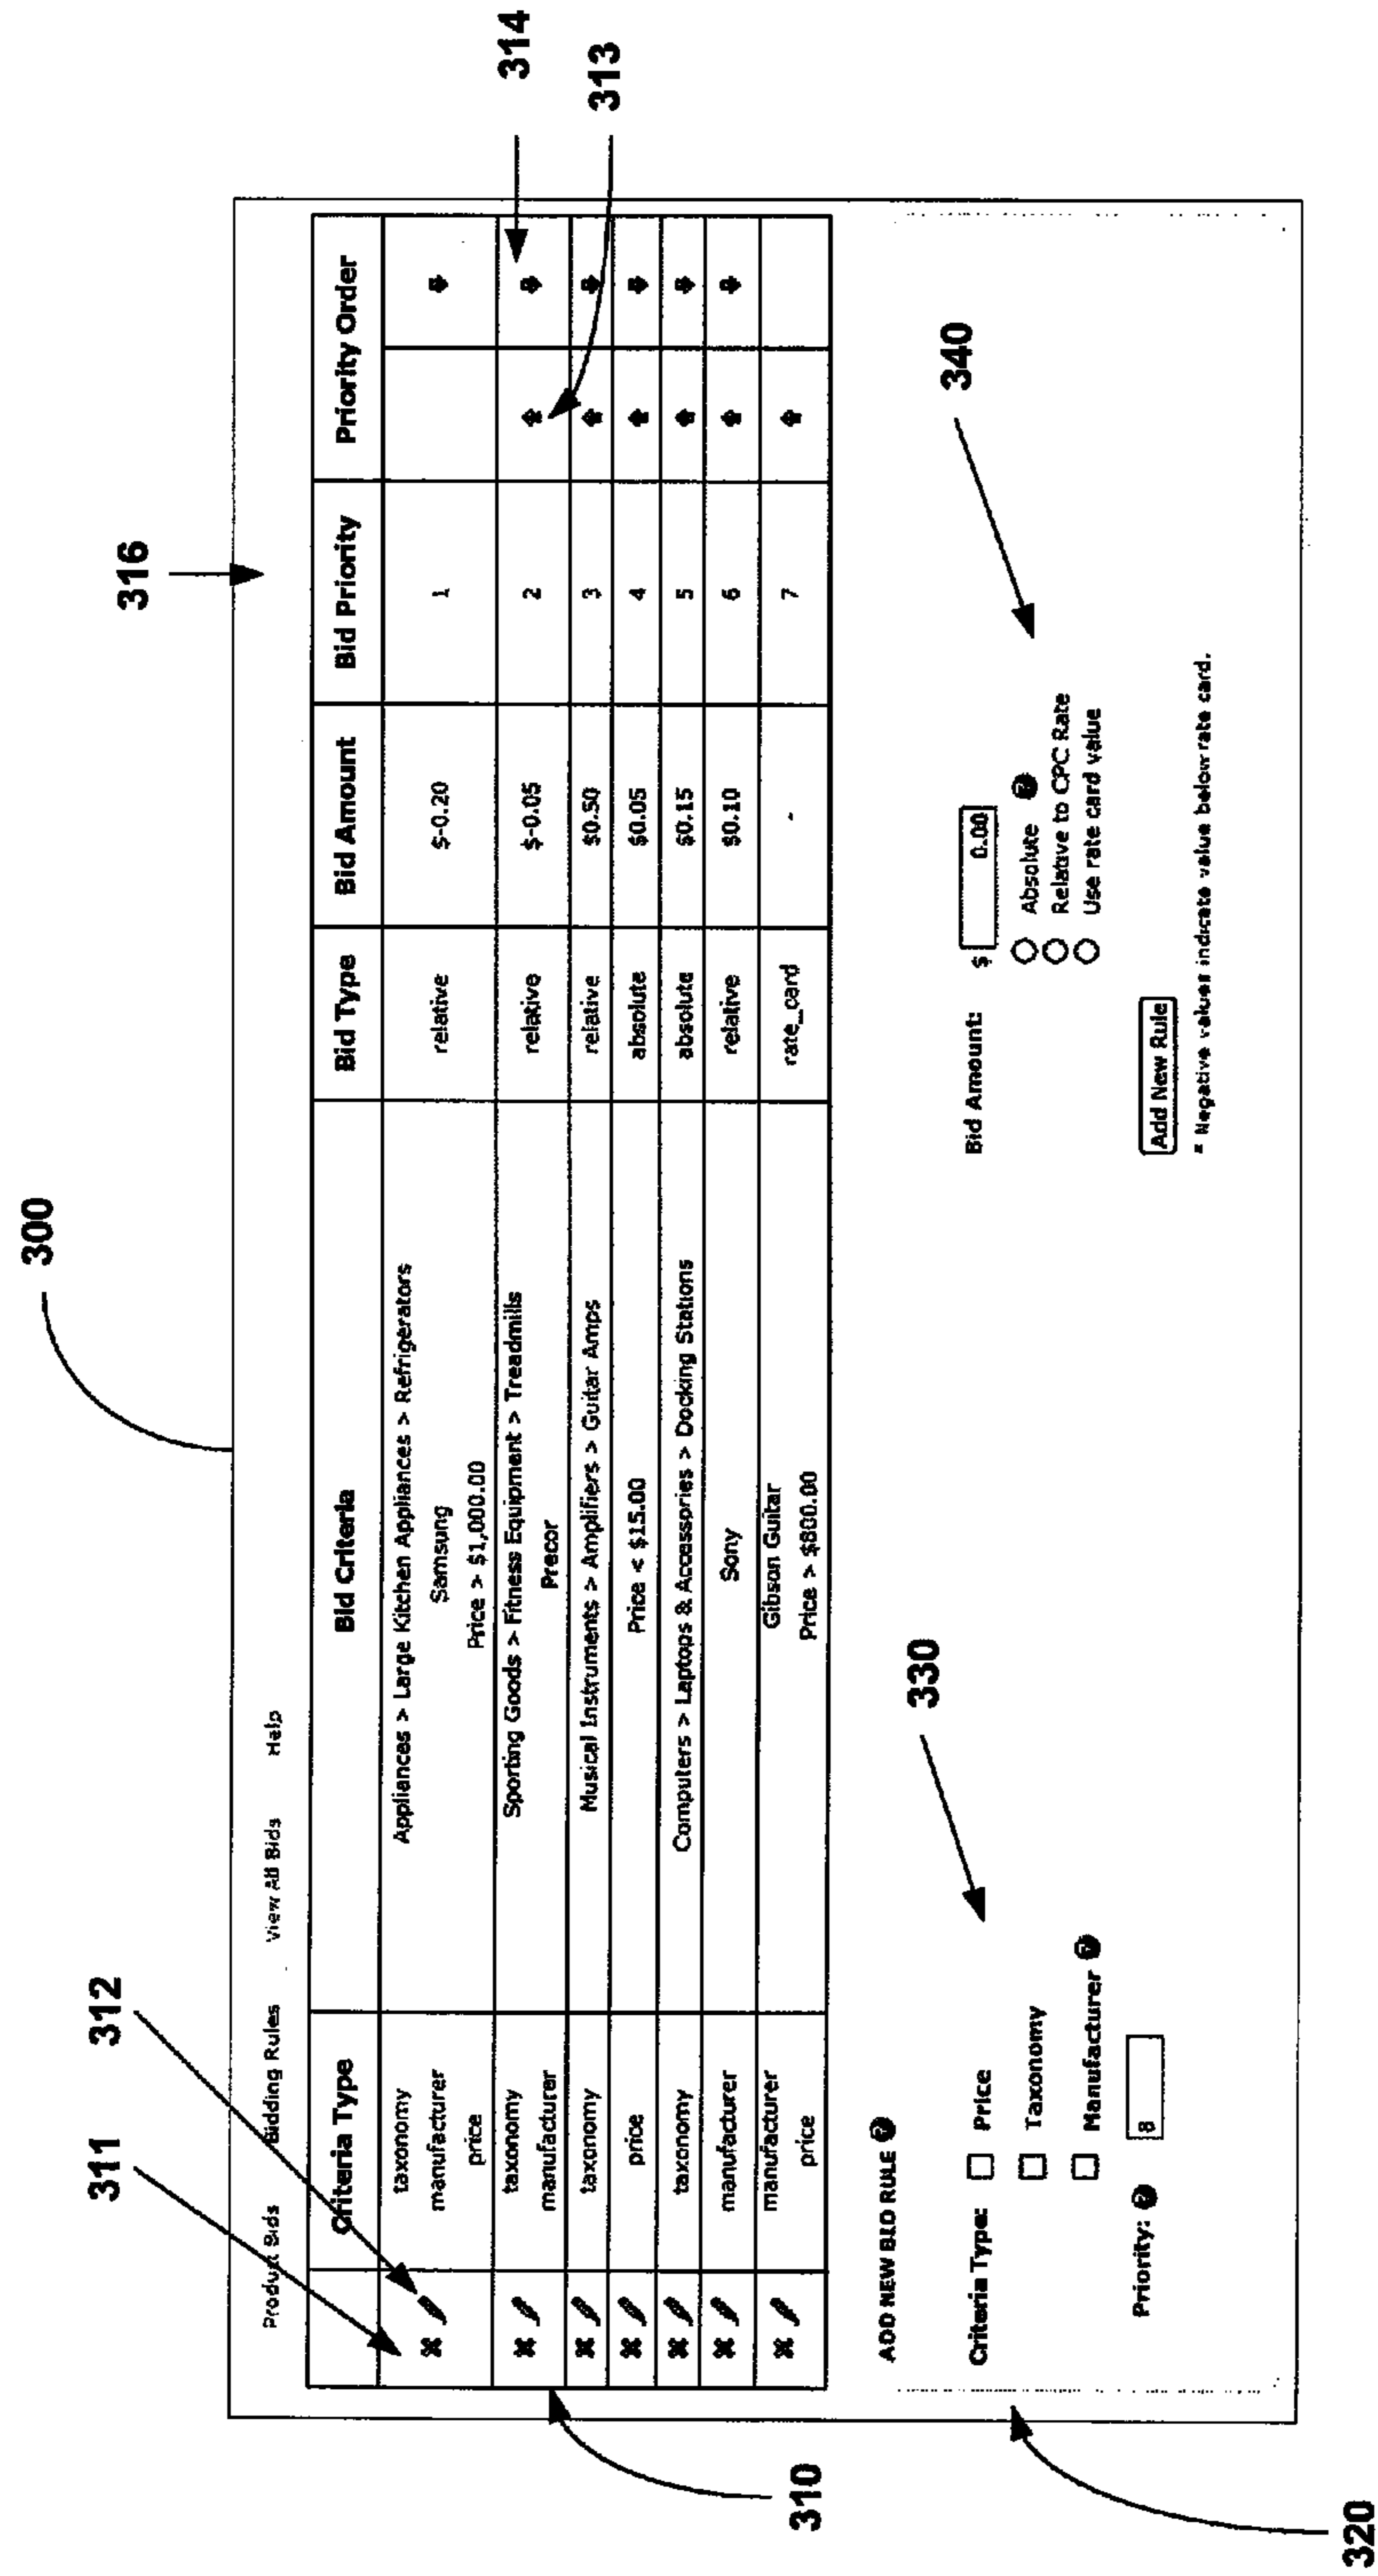 300
316
314
313
312
311
Product Bids Bidding Rules View All Bids Help
Criteria Type Bid Criteria Bid Type Bid Amount Bid Priority Priority Order
taxonomy Appliances > Large Kitchen Appliances > Refrigerators
manufacturer Samsung relative $-0.20 1
price Price > $1,000.00
taxonomy Sporting Goods > Fitness Equipment > Treadmills
manufacturer Precor relative $-0.05 2
taxonomy Musical Instruments > Amplifiers > Guitar Amps relative $0.50 3
price Price < $15.00 absolute $0.05 4
taxonomy Computers > Laptops & Accessories > Docking Stations absolute $0.15 5
manufacturer Sony relative $0.10 6
manufacturer Gibson Guitar
price Price > $800.00 rate_card - 7
310
330
340
ADD NEW BID RULE ?
Criteria Type: Price Bid Amount: $ 0.00
Taxonomy Absolute ?
Manufacturer ? Relative to CPC Rate
Use rate card value
Priority: ? 8 Add New Rule
* Negative values indicate value below rate card.
320